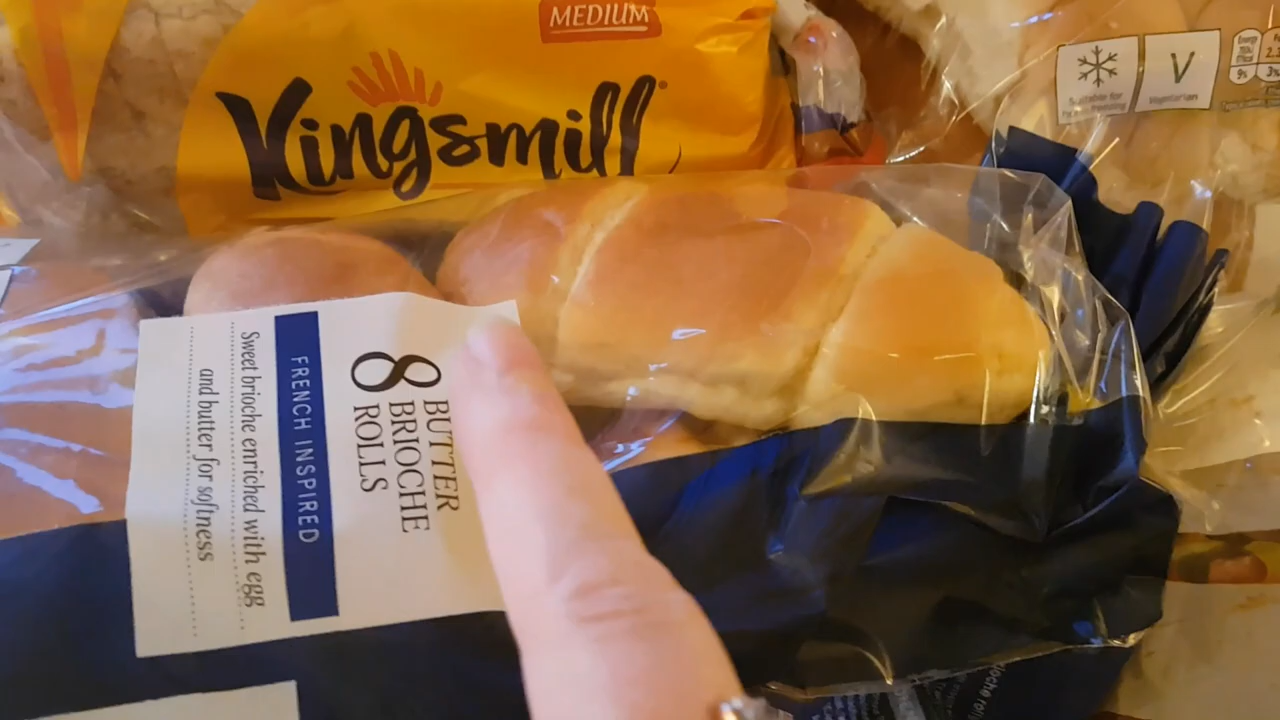 MEDIUM
Kingsmill
Suitable for
Vegetarian
8 BUTTER
BRIOCHE
ROLLS
FRENCH INSPIRED
Sweet brioche enriched with egg
and butter for softness